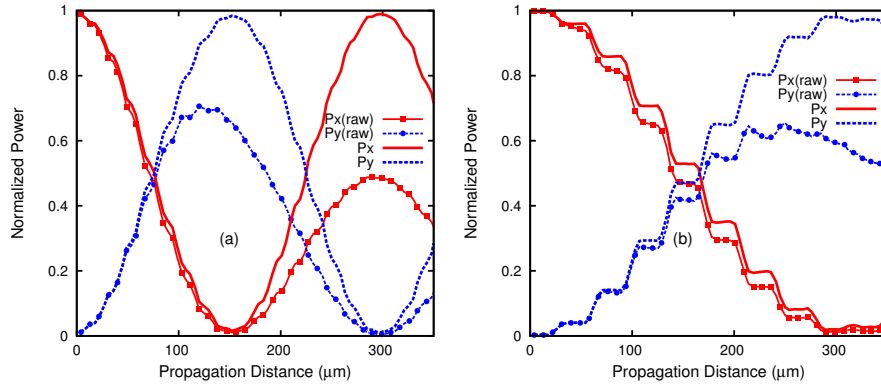 1
0.8
0.6
0.4
0.2
0
Normalized Power
Px(raw)
Py(raw)
Px
Py
(a)
0
100
200
300
Propagation Distance (μm)
1
0.8
0.6
0.4
0.2
0
Normalized Power
Px(raw)
Py(raw)
Px
Py
(b)
0
100
200
300
Propagation Distance (μm)